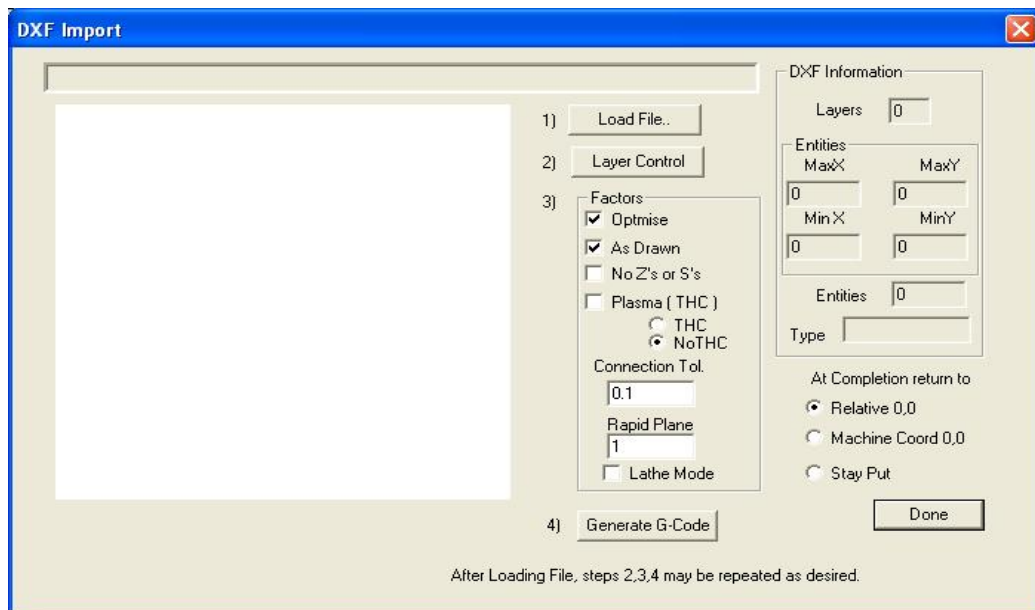 DXF Import
1) Load File..
2) Layer Control
3) Factors
Optmise
As Drawn
No Z's or S's
Plasma ( THC )
THC
NoTHC
Connection Tol.
0.1
Rapid Plane
1
Lathe Mode
4) Generate G-Code
DXF Information
Layers 0
Entities
MaxX MaxY
0 0
Min X MinY
0 0
Entities 0
Type
At Completion return to
Relative 0,0
Machine Coord 0,0
Stay Put
Done
After Loading File, steps 2,3,4 may be repeated as desired.